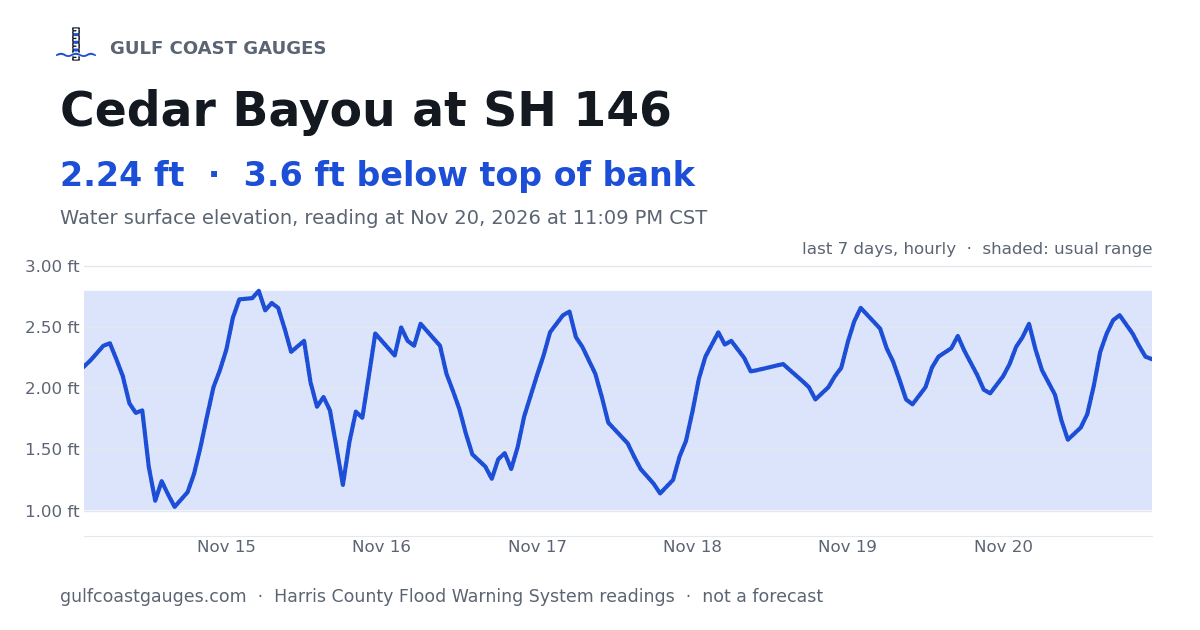 GULF COAST GAUGES
Cedar Bayou at SH 146
2.24 ft · 3.6 ft below top of bank
Water surface elevation, reading at Nov 20, 2026 at 11:09 PM CST
last 7 days, hourly · shaded: usual range
3.00 ft
2.50 ft
2.00 ft
1.50 ft
1.00 ft
Nov 15 Nov 16 Nov 17 Nov 18 Nov 19 Nov 20
gulfcoastgauges.com · Harris County Flood Warning System readings · not a forecast